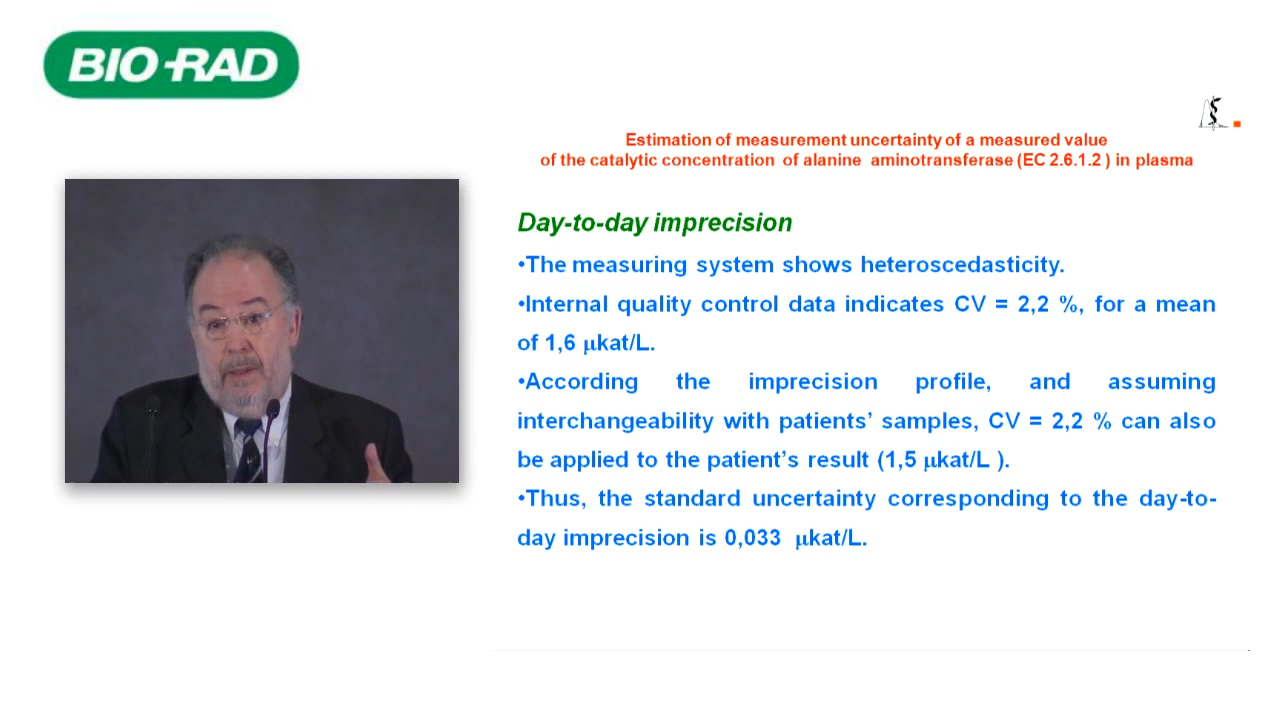 BIO-RAD
Estimation of measurement uncertainty of a measured value
of the catalytic concentration of alanine aminotransferase (EC 2.6.1.2 ) in plasma
Day-to-day imprecision
•The measuring system shows heteroscedasticity.
•Internal quality control data indicates CV = 2,2 %, for a mean
of 1,6 µkat/L.
•According the imprecision profile, and assuming
interchangeability with patients’ samples, CV = 2,2 % can also
be applied to the patient’s result (1,5 µkat/L ).
•Thus, the standard uncertainty corresponding to the day-to-
day imprecision is 0,033 µkat/L.